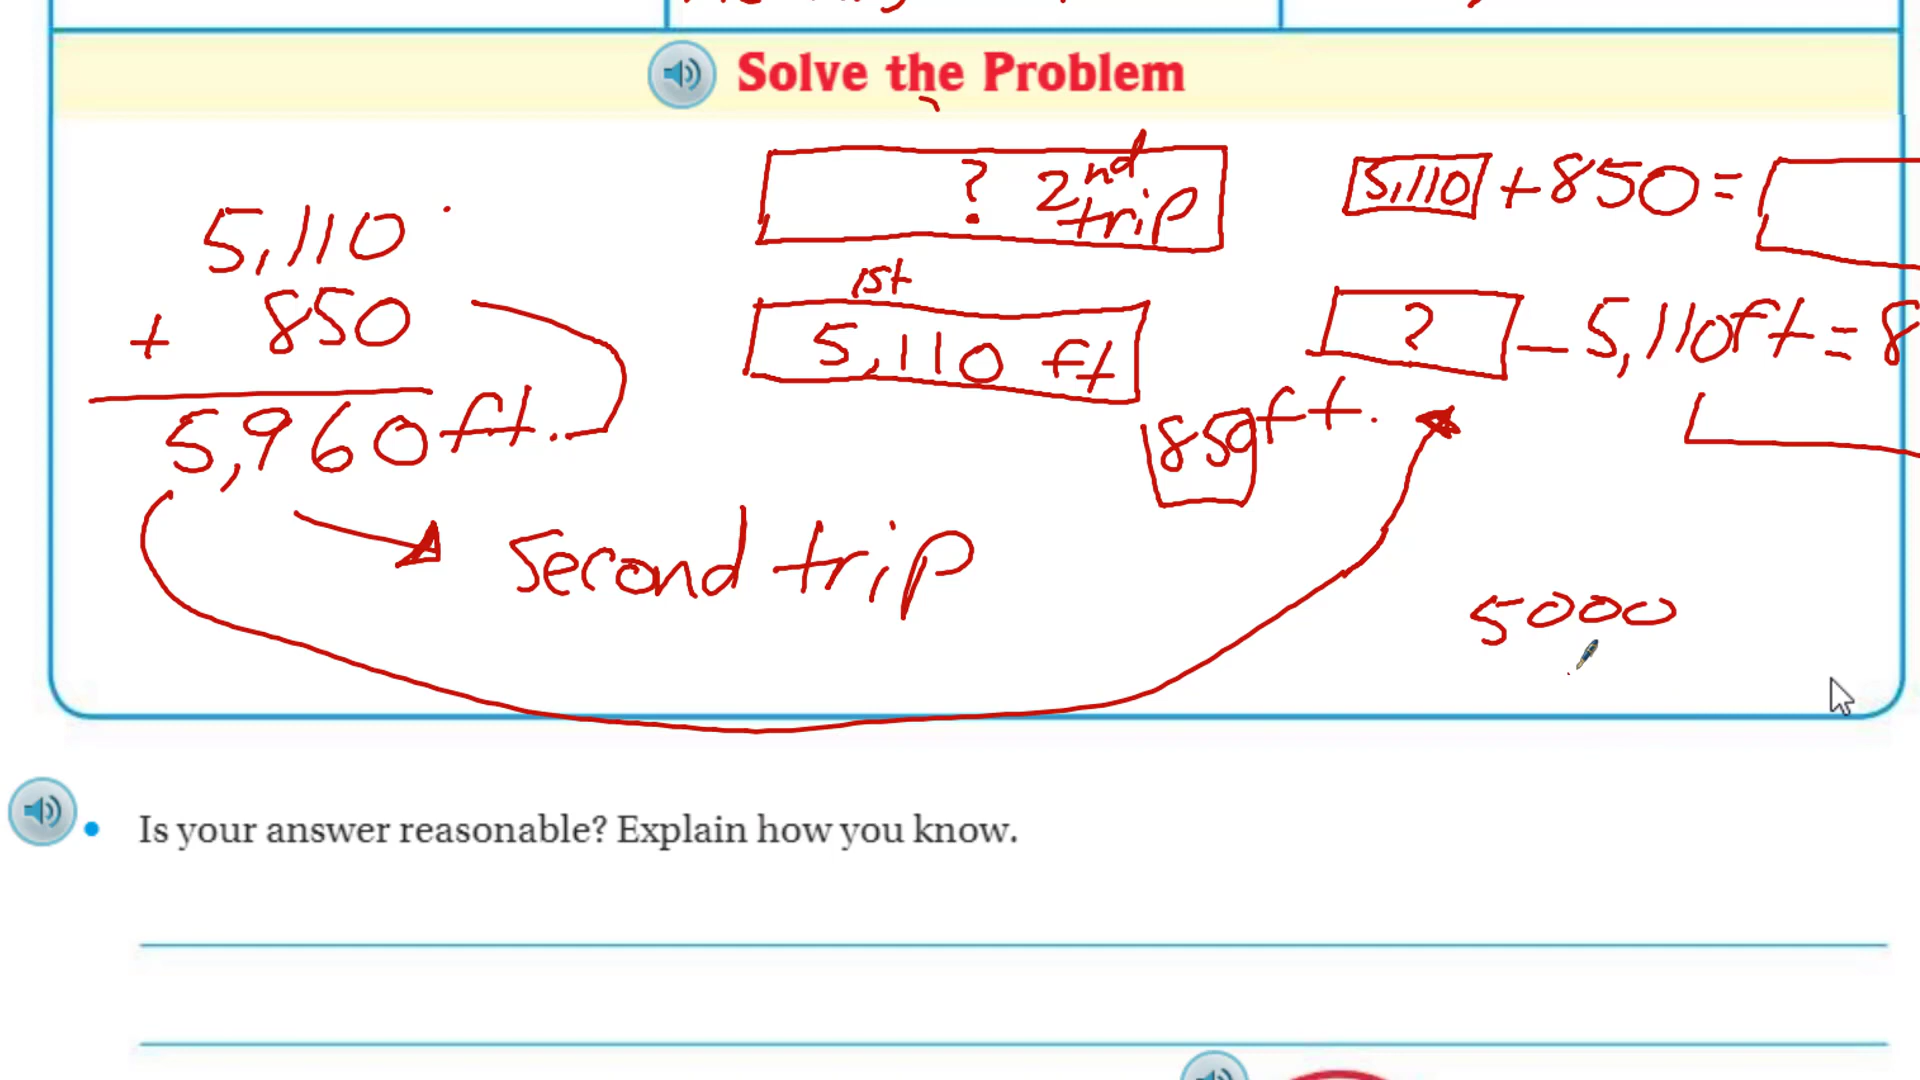 Solve the Problem
5,110
+ 850
5,960 ft.
Second trip
? 2nd trip
1st
5,110 ft
850 ft.
5,110 + 850 =
? - 5,110 ft = 8
5000
Is your answer reasonable? Explain how you know.